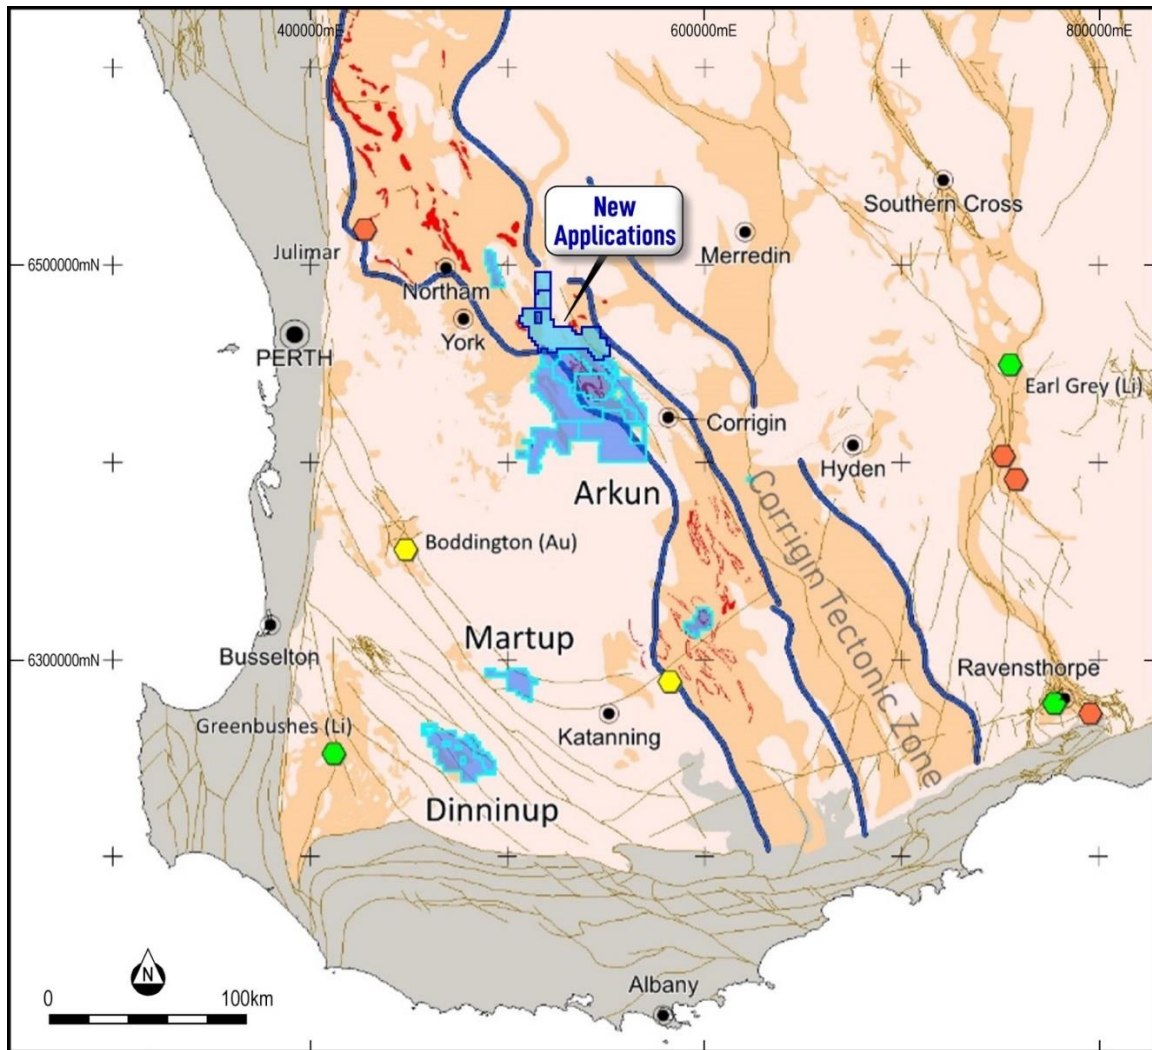 400000mE
600000mE
800000mE
Southern Cross
New
Applications
Merredin
Julimar
6500000mN
Northam
York
PERTH
Earl Grey (Li)
Corrigin
Hyden
Arkun
Corrigin Tectonic Zone
Boddington (Au)
Martup
Busselton
6300000mN
Ravensthorpe
Greenbushes (Li)
Katanning
Dinninup
N
Albany
0
100km